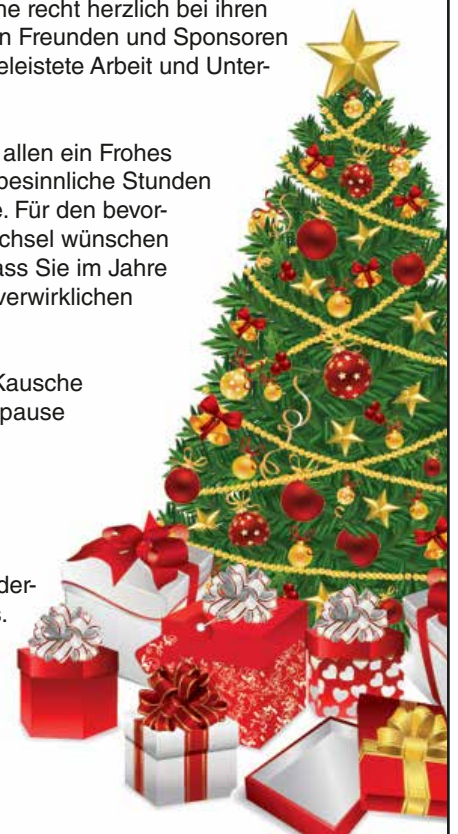 ne recht herzlich bei ihren
n Freunden und Sponsoren
eleistete Arbeit und Unter-
allen ein Frohes
besinnliche Stunden
e. Für den bevor-
chsel wünschen
ass Sie im Jahre
verwirklichen
Kausche
pause
der-
s.